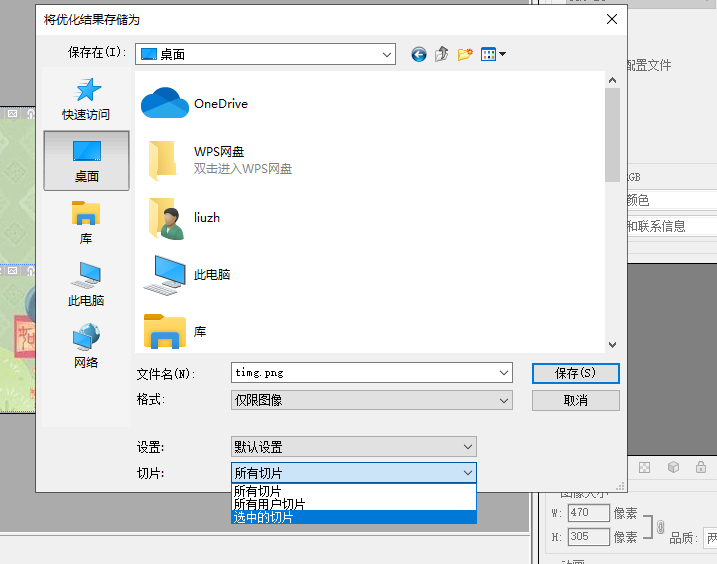 将优化结果存储为
保存在(I):
桌面
配置文件
快速访问
桌面
库
此电脑
网络
OneDrive
WPS网盘
双击进入WPS网盘
liuzh
此电脑
库
GB
颜色
和联系信息
文件名(N):
timg.png
保存(S)
格式:
仅限图像
取消
设置:
默认设置
切片:
所有切片
所有切片
所有用户切片
选中的切片
图像大小
W: 470 像素
H: 305 像素
品质: